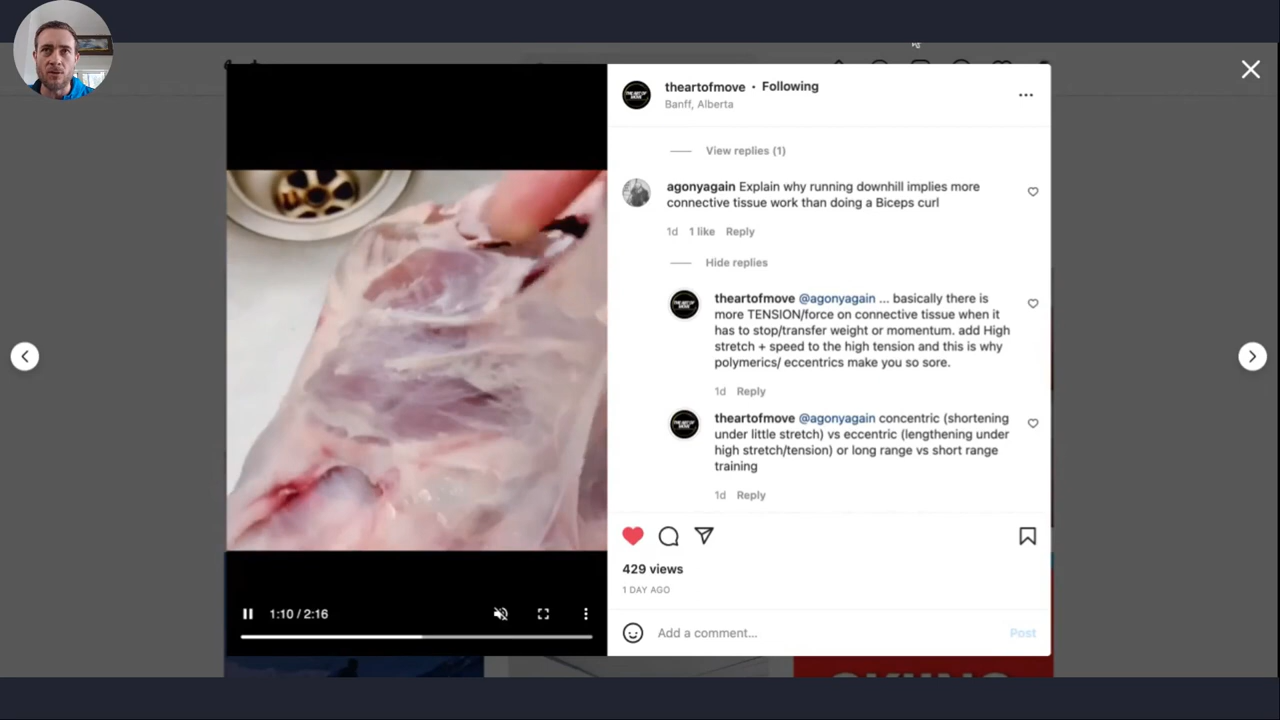 theartofmove • Following
Banff, Alberta
View replies (1)
agonyagain Explain why running downhill implies more
connective tissue work than doing a Biceps curl
1d 1 like Reply
Hide replies
theartofmove @agonyagain ... basically there is
more TENSION/force on connective tissue when it
has to stop/transfer weight or momentum. add High
stretch + speed to the high tension and this is why
polymerics/ eccentrics make you so sore.
1d Reply
theartofmove @agonyagain concentric (shortening
under little stretch) vs eccentric (lengthening under
high stretch/tension) or long range vs short range
training
1d Reply
429 views
1 DAY AGO
1:10 / 2:16
Add a comment...
Post